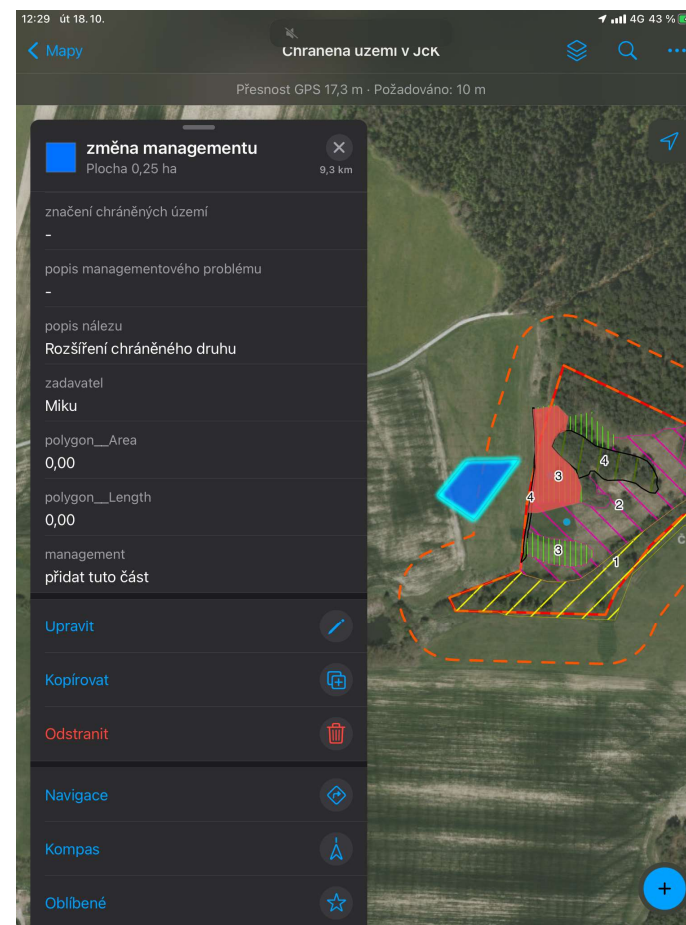 12:29 út 18.10.
4G 43 %
Mapy
Chráněná území v JcK
Přesnost GPS 17,3 m · Požadováno: 10 m
změna managementu
Plocha 0,25 ha
9,3 km
značení chráněných území
-
popis managementového problému
-
popis nálezu
Rozšíření chráněného druhu
zadavatel
Miku
polygon__Area
0,00
polygon__Length
0,00
management
přidat tuto část
Upravit
Kopírovat
Odstranit
Navigace
Kompas
Oblíbené
4
3
4
2
3
1